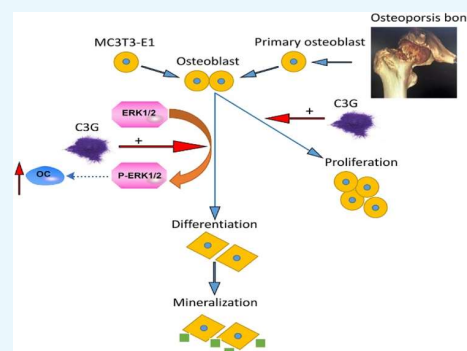 Osteoporsis bon
MC3T3-E1
Primary osteoblast
Osteoblast
ERK1/2
+
C3G
C3G
+
P-ERK1/2
OC
Proliferation
Differentiation
Mineralization